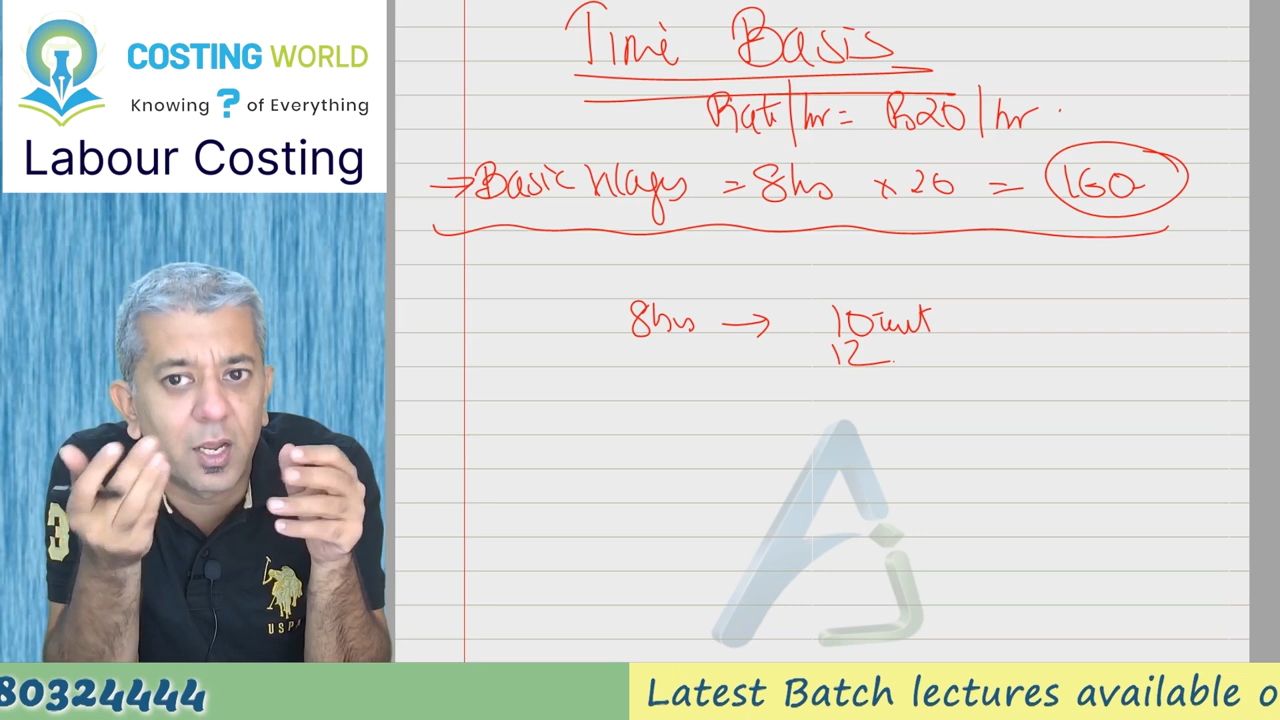 COSTING WORLD
Knowing ? of Everything
Labour Costing
Time Basis
Rate/hr = Rs20/hr.
→ Basic Wages = 8hrs × 20 = 160
8hrs → 10 unit
12
3
USPA
80324444
Latest Batch lectures available o